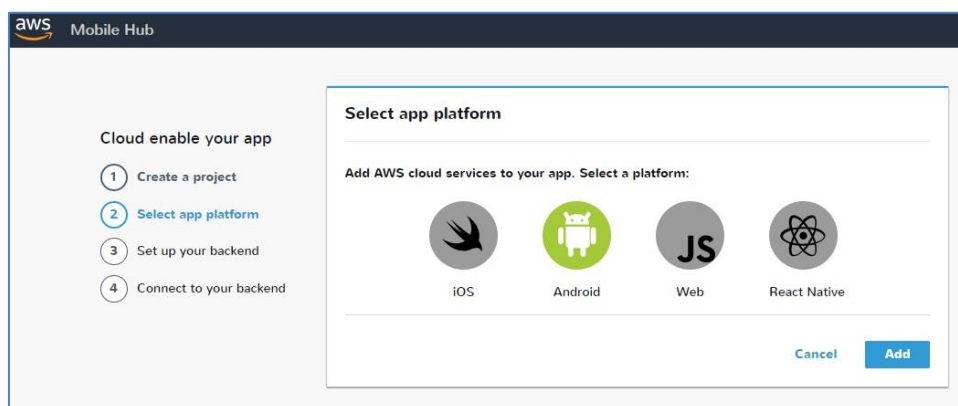 aws Mobile Hub
Cloud enable your app
1 Create a project
2 Select app platform
3 Set up your backend
4 Connect to your backend
Select app platform
Add AWS cloud services to your app. Select a platform:
JS
iOS Android Web React Native
Cancel Add